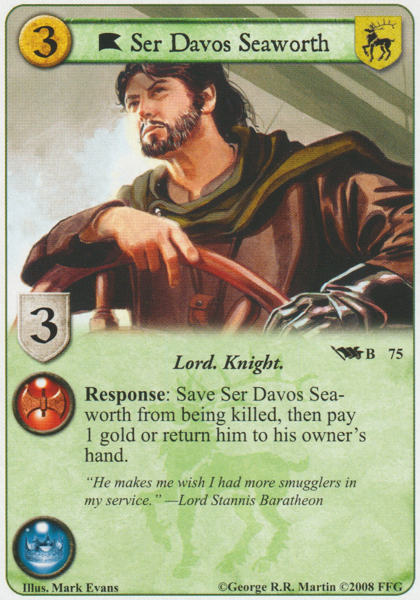 3 Ser Davos Seaworth
3
Lord. Knight.
B 75
Response: Save Ser Davos Sea-
worth from being killed, then pay
1 gold or return him to his owner’s
hand.
“He makes me wish I had more smugglers in
my service.” —Lord Stannis Baratheon
Illus. Mark Evans ©George R.R. Martin ©2008 FFG